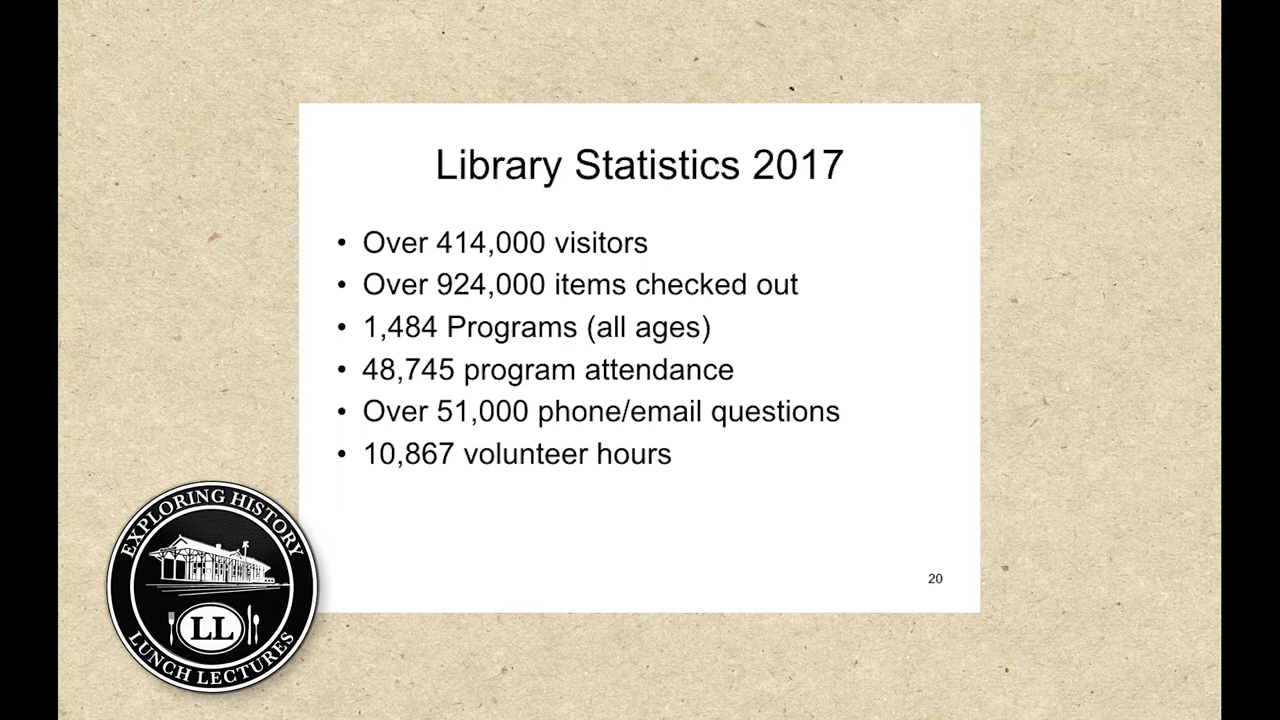 Library Statistics 2017
• Over 414,000 visitors
• Over 924,000 items checked out
• 1,484 Programs (all ages)
• 48,745 program attendance
• Over 51,000 phone/email questions
• 10,867 volunteer hours
20
EXPLORING HISTORY
LL
LUNCH LECTURES